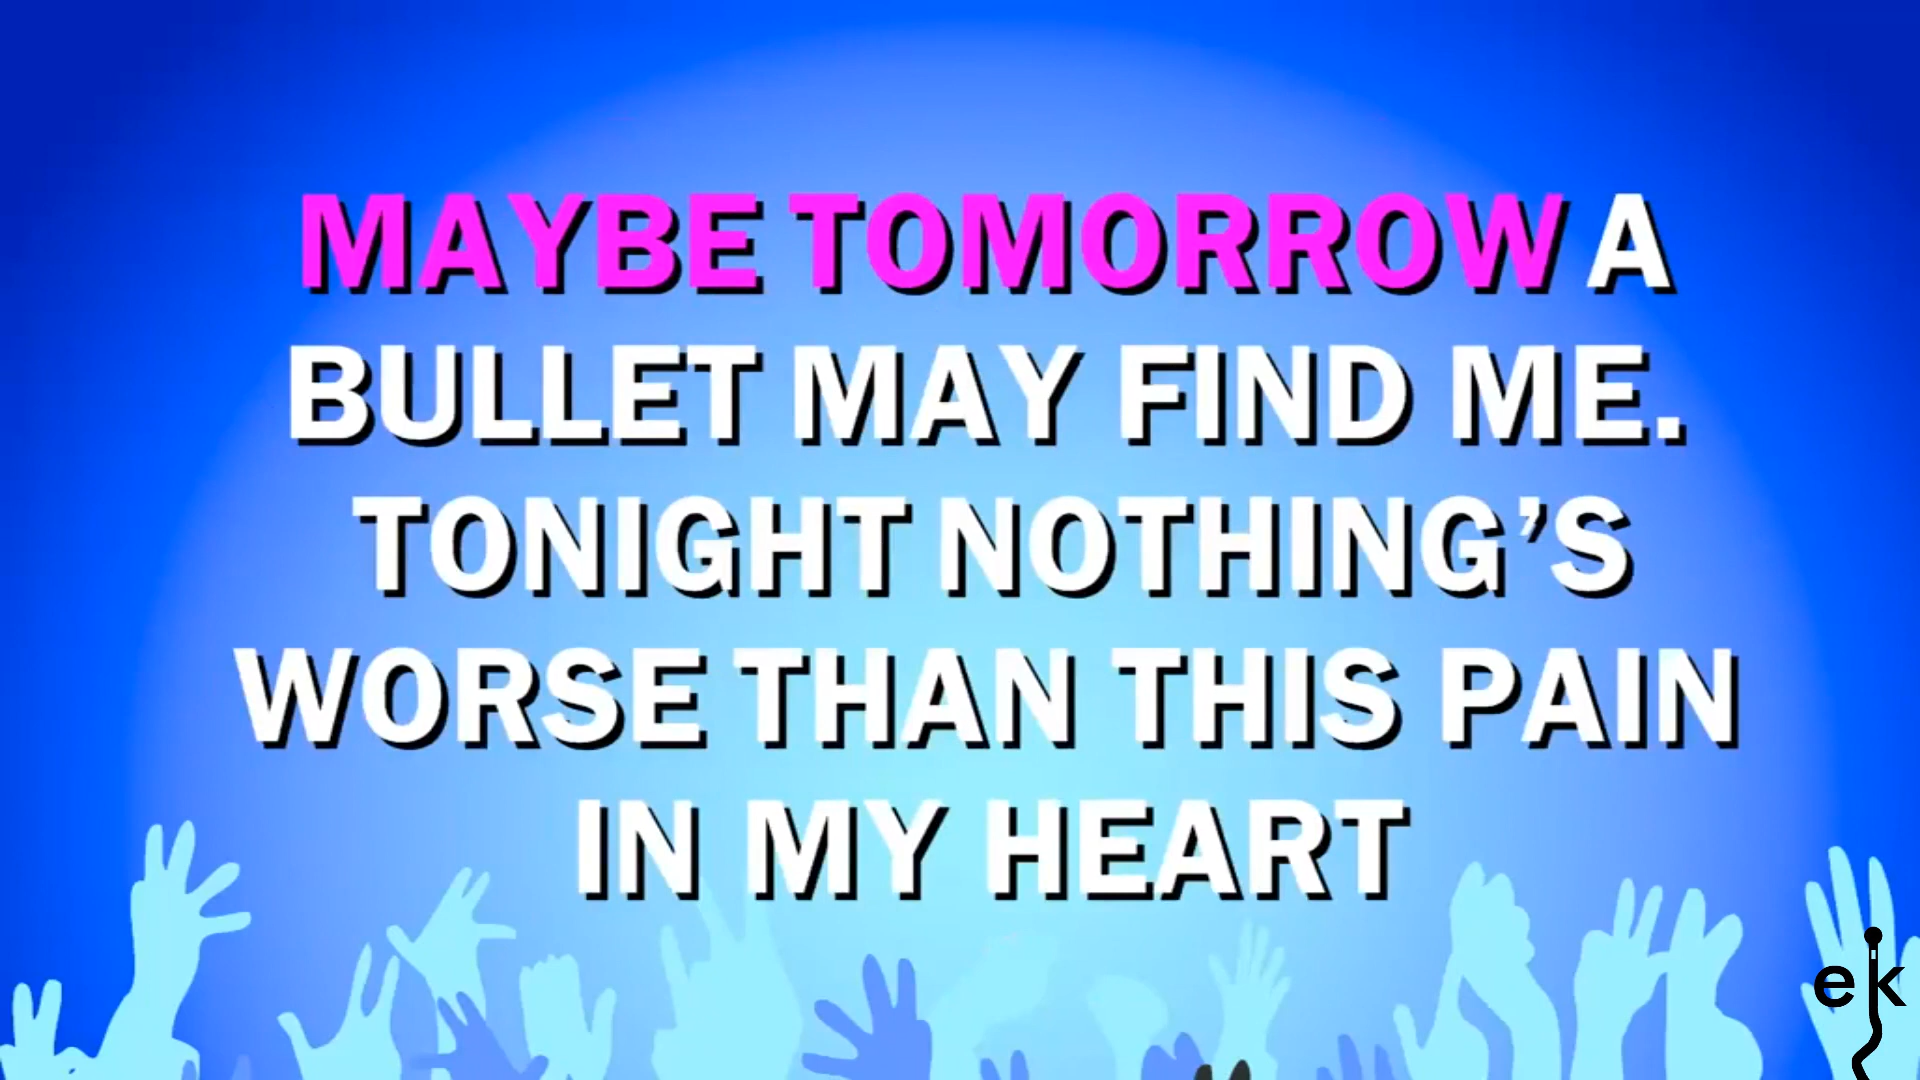 MAYBE TOMORROW A
BULLET MAY FIND ME.
TONIGHT NOTHING’S
WORSE THAN THIS PAIN
IN MY HEART
ek